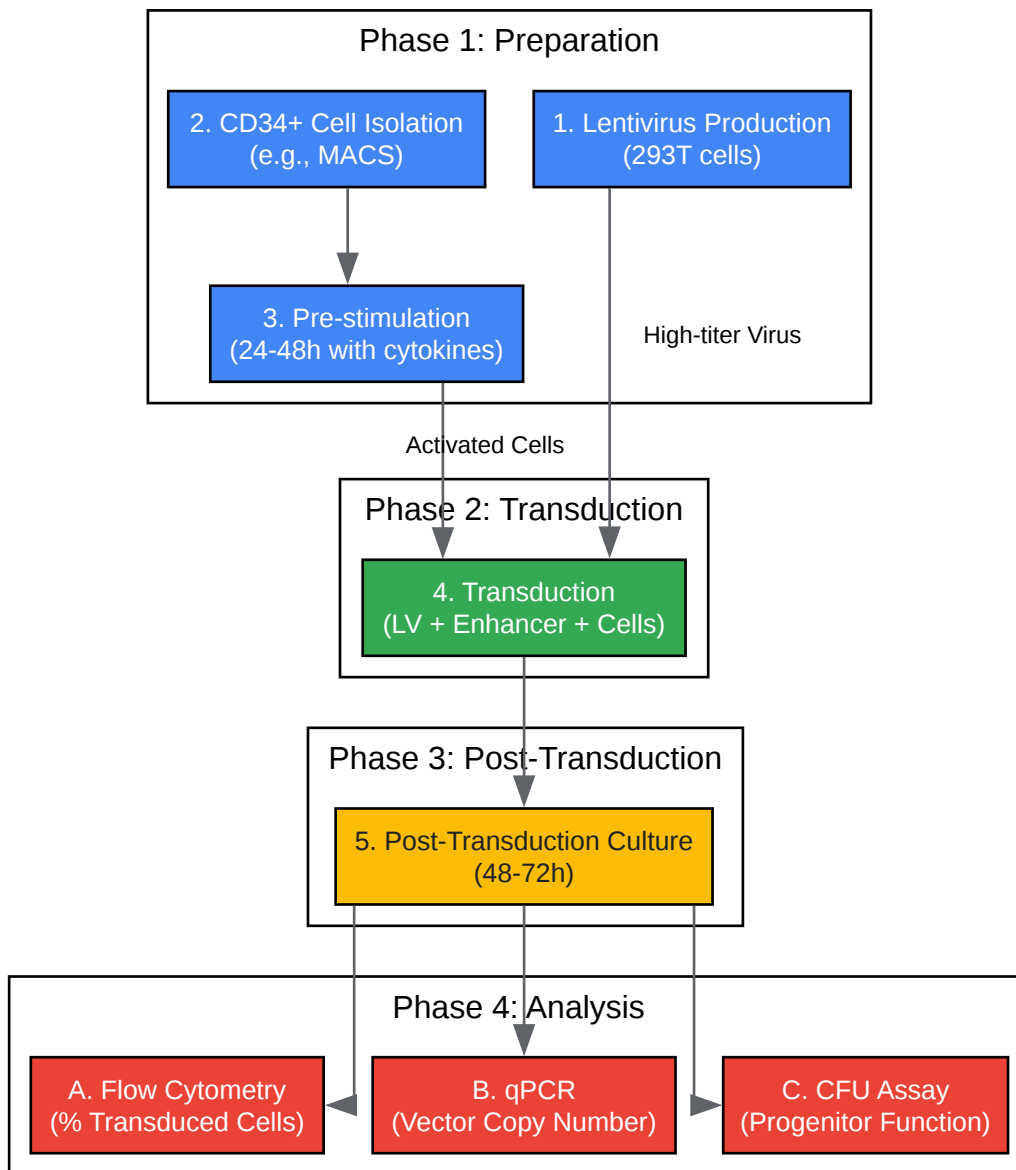 Phase 1: Preparation
2. CD34+ Cell Isolation
(e.g., MACS)
1. Lentivirus Production
(293T cells)
3. Pre-stimulation
(24-48h with cytokines)
High-titer Virus
Activated Cells
Phase 2: Transduction
4. Transduction
(LV + Enhancer + Cells)
Phase 3: Post-Transduction
5. Post-Transduction Culture
(48-72h)
Phase 4: Analysis
A. Flow Cytometry
(% Transduced Cells)
B. qPCR
(Vector Copy Number)
C. CFU Assay
(Progenitor Function)